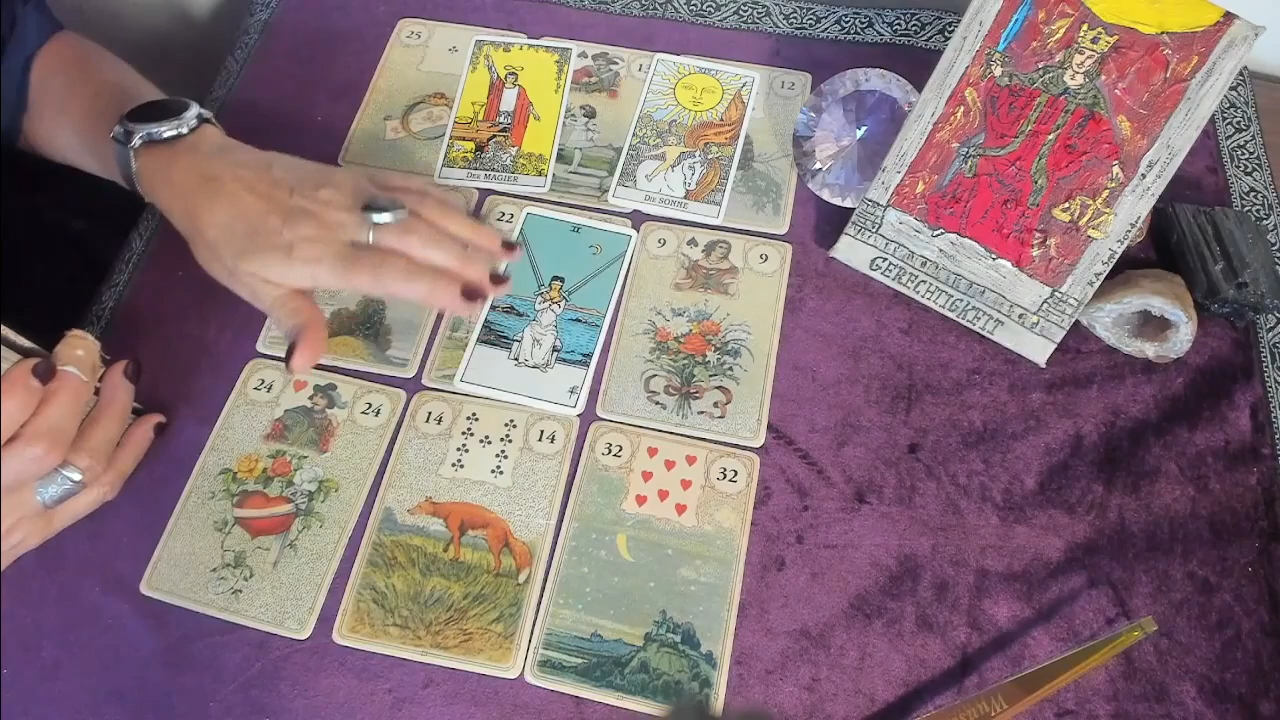 25
12
I
DER MAGIER
DIE SONNE
22
II
9
9
24
24
14
14
32
32
GERECHTIGKEIT